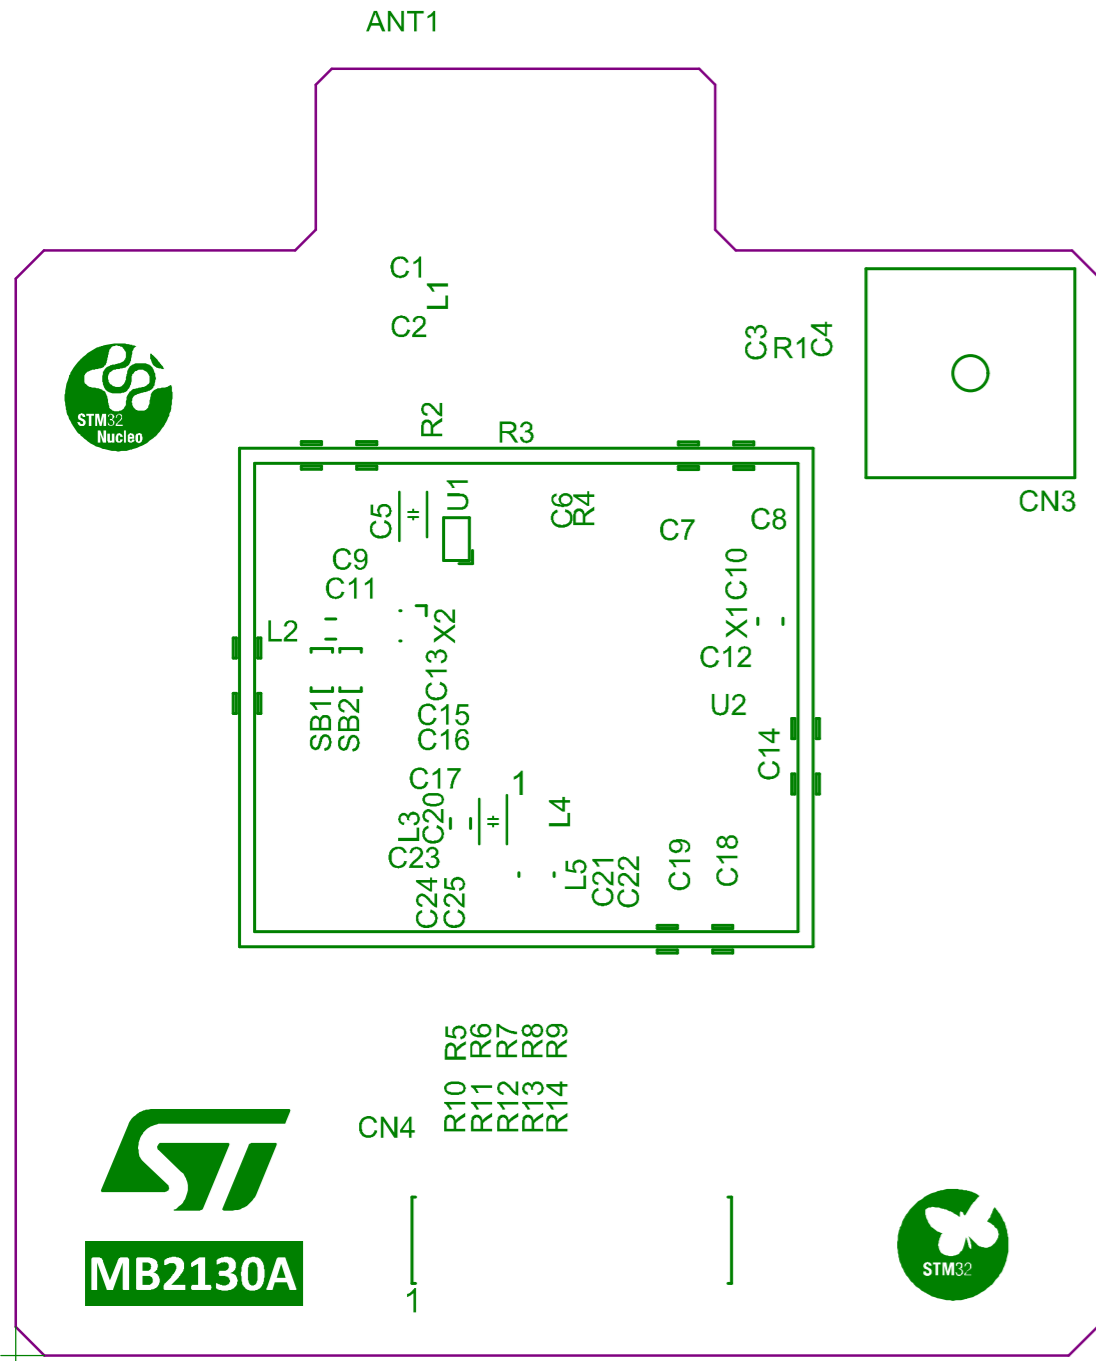 ANT1
C1
L1
C2
C3
R1
C4
STM32
Nucleo
R2
R3
CN3
C5
U1
C6
R4
C7
C8
C9
C11
C10
L2
X2
X1
C12
C13
SB1
SB2
C15
C16
U2
C14
C17
1
L3
C20
L4
C23
C24
C25
L5
C21
C22
C19
C18
R5
R6
R7
R8
R9
R10
R11
R12
R13
R14
CN4
ST
MB2130A
1
STM32